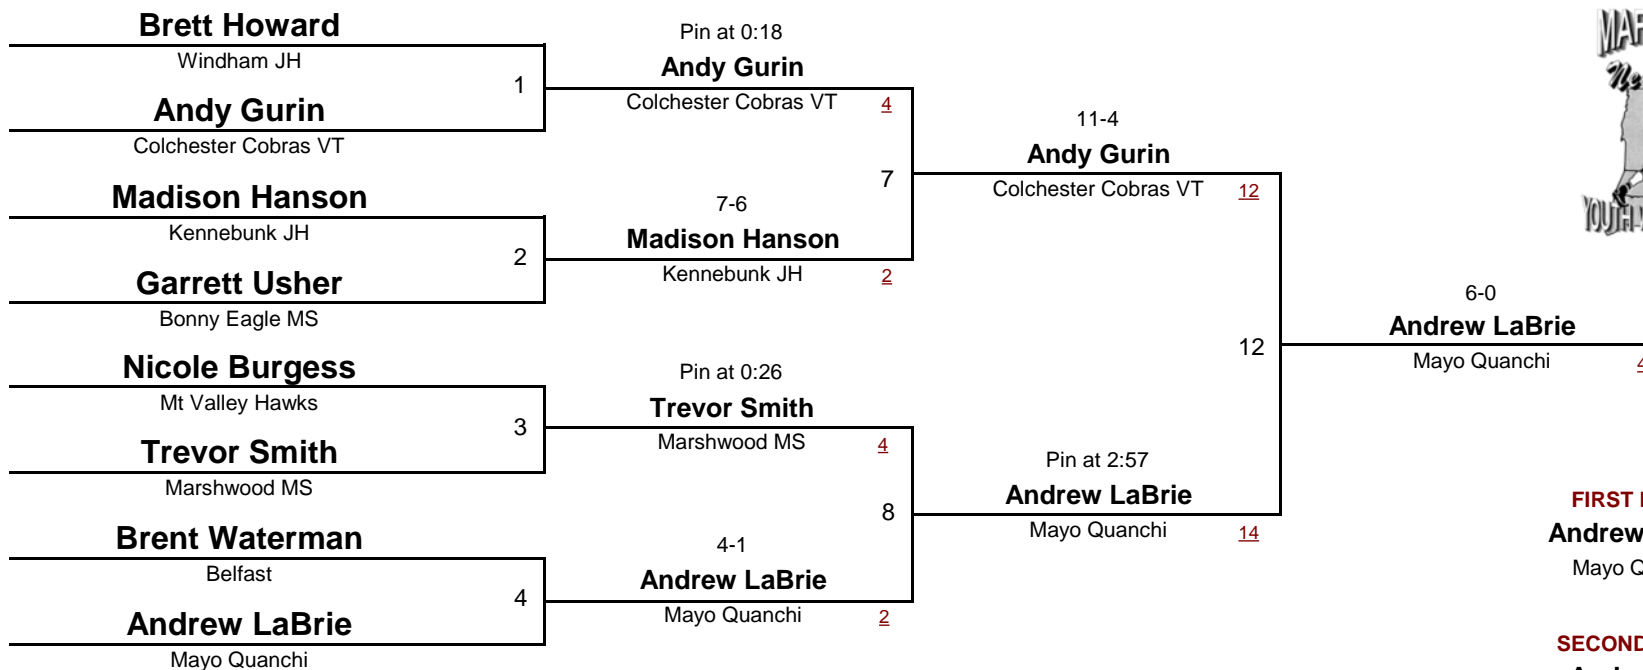 Brett Howard
Windham JH
1
Andy Gurin
Colchester Cobras VT
Madison Hanson
Kennebunk JH
2
Garrett Usher
Bonny Eagle MS
Nicole Burgess
Mt Valley Hawks
3
Trevor Smith
Marshwood MS
Brent Waterman
Belfast
4
Andrew LaBrie
Mayo Quanchi
Pin at 0:18
Andy Gurin
Colchester Cobras VT 4
7
7-6
Madison Hanson
Kennebunk JH 2
Pin at 0:26
Trevor Smith
Marshwood MS 4
8
4-1
Andrew LaBrie
Mayo Quanchi 2
11-4
Andy Gurin
Colchester Cobras VT 12
12
Pin at 2:57
Andrew LaBrie
Mayo Quanchi 14
6-0
Andrew LaBrie
Mayo Quanchi
FIRST
Andrew
Mayo
SECOND